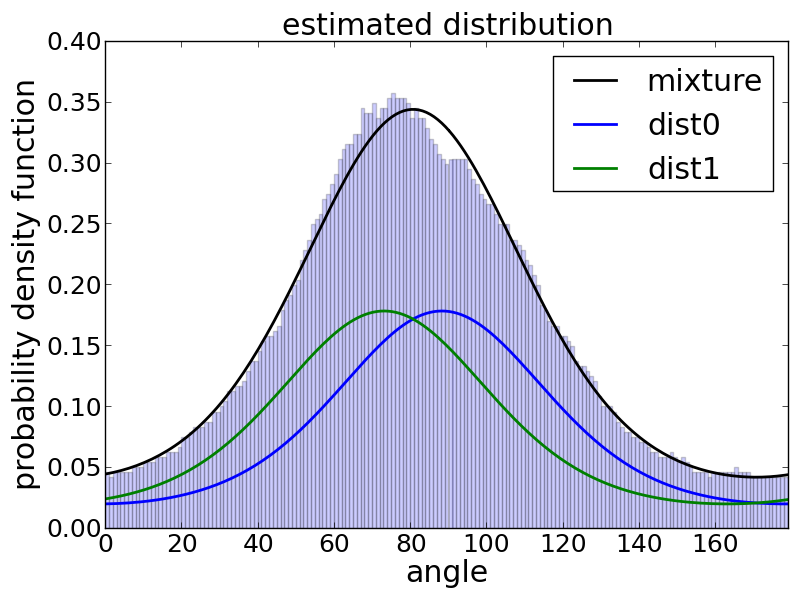 estimated distribution
0.40
0.35
0.30
0.25
0.20
0.15
0.10
0.05
0.00
probability density function
mixture
dist0
dist1
0 20 40 60 80 100 120 140 160
angle